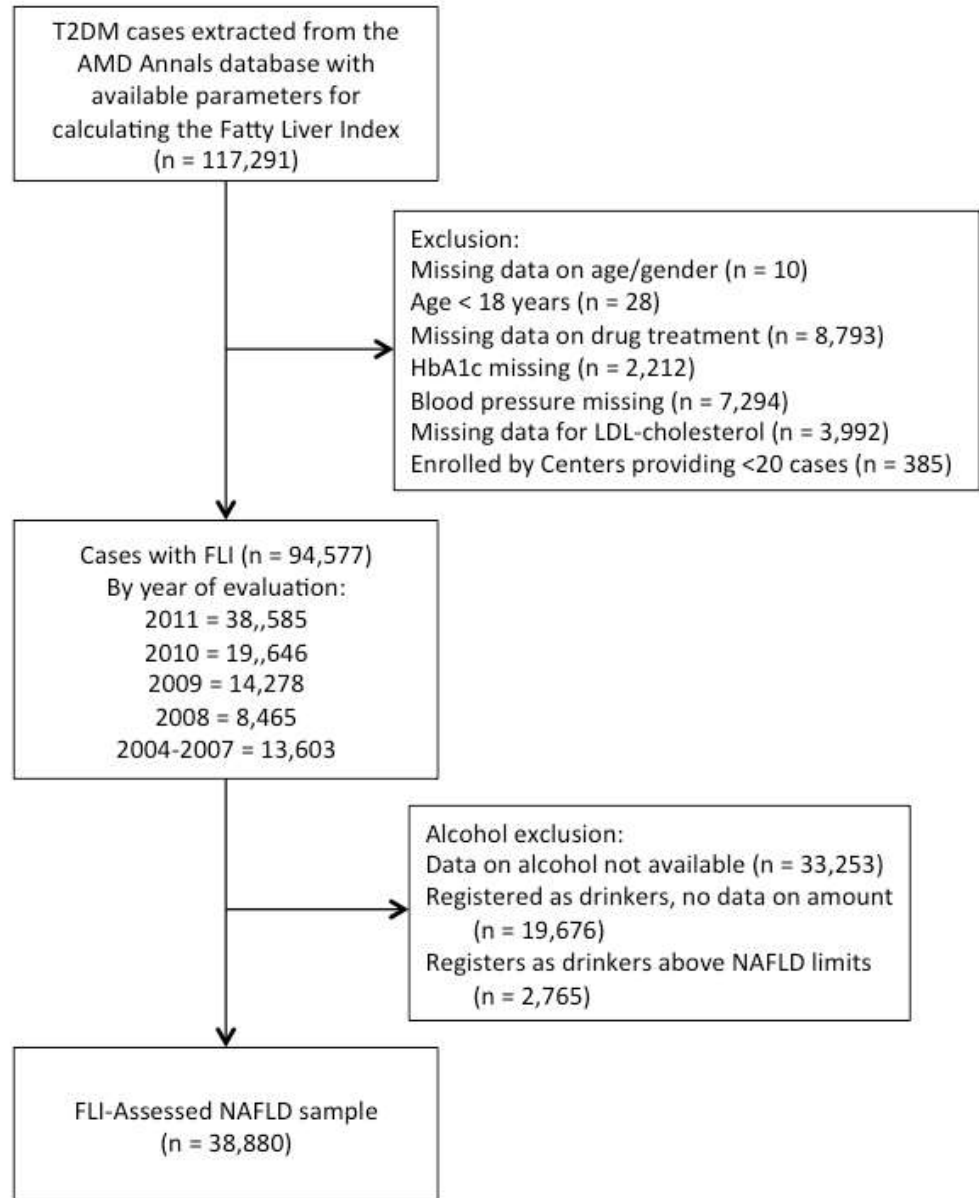 T2DM cases extracted from the
AMD Annals database with
available parameters for
calculating the Fatty Liver Index
(n = 117,291)
Exclusion:
Missing data on age/gender (n = 10)
Age < 18 years (n = 28)
Missing data on drug treatment (n = 8,793)
HbA1c missing (n = 2,212)
Blood pressure missing (n = 7,294)
Missing data for LDL-cholesterol (n = 3,992)
Enrolled by Centers providing <20 cases (n = 385)
Cases with FLI (n = 94,577)
By year of evaluation:
2011 = 38,,585
2010 = 19,,646
2009 = 14,278
2008 = 8,465
2004-2007 = 13,603
Alcohol exclusion:
Data on alcohol not available (n = 33,253)
Registered as drinkers, no data on amount
(n = 19,676)
Registers as drinkers above NAFLD limits
(n = 2,765)
FLI-Assessed NAFLD sample
(n = 38,880)